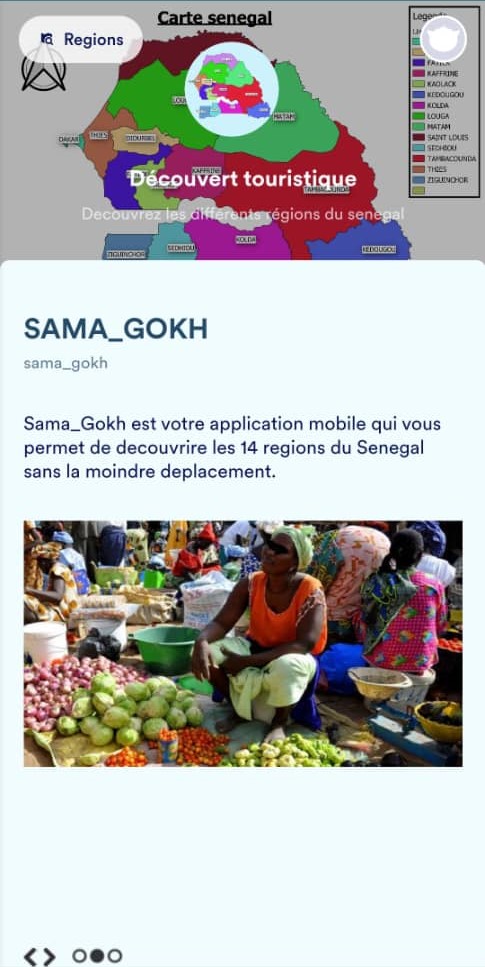 Carte senegal
Regions
FATICK
KAFFRINE
KAOLACK
KEDOUGOU
KOLDA
LOUGA
MATAM
SAINT LOUIS
SEDHIOU
TAMBACOUNDA
THIES
ZIGUINCHOR
MATAM
DAKAR
THIES
DIOURBEL
KAFFRINE
Découvert touristique
TAMBACOUNDA
Decouvrez les différents régions du senegal
ZIGUINCHOR
SEDHIOU
KOLDA
KEDOUGOU
SAMA_GOKH
sama_gokh
Sama_Gokh est votre application mobile qui vous
permet de decouvrire les 14 regions du Senegal
sans la moindre deplacement.